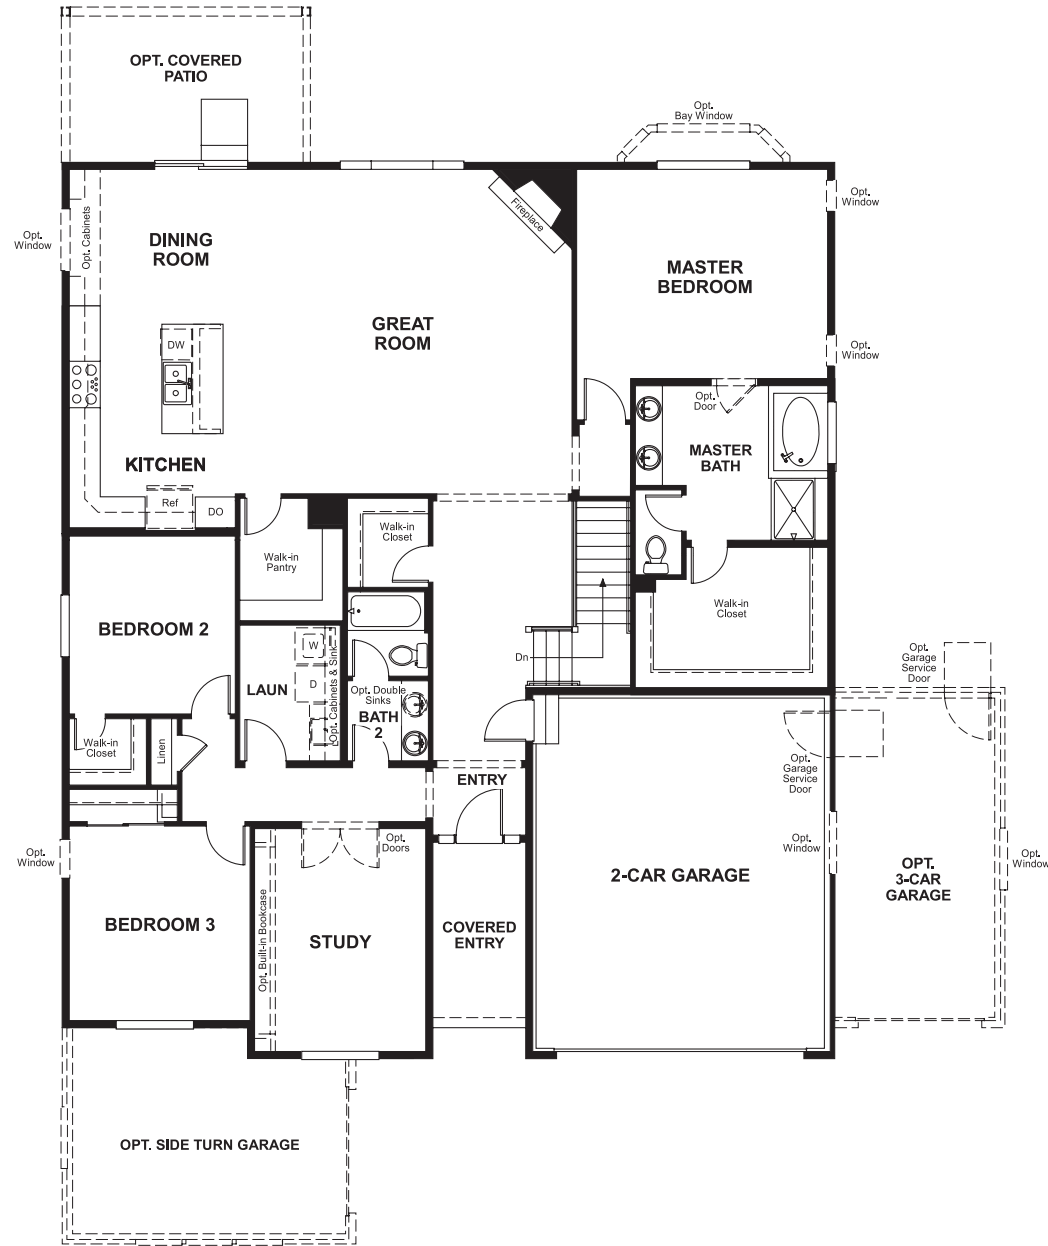 OPT. COVERED
PATIO
Opt.
Bay Window
Opt.
Window
Opt.
Window
Opt. Cabinets
DINING
ROOM
Fireplace
MASTER
BEDROOM
GREAT
ROOM
DW
Opt.
Window
Opt.
Door
KITCHEN
MASTER
BATH
Ref
DO
Walk-in
Closet
Walk-in
Pantry
Walk-in
Closet
BEDROOM 2
W
D
Opt. Cabinets & Sink
LAUN
Opt. Double
Sinks
BATH
2
Dn
Opt.
Garage
Service
Door
Walk-in
Closet
Linen
ENTRY
Opt.
Garage
Service
Door
Opt.
Window
Opt.
Doors
Opt.
Window
Opt.
Window
2-CAR GARAGE
OPT.
3-CAR
GARAGE
BEDROOM 3
Opt. Built-in Bookcase
STUDY
COVERED
ENTRY
OPT. SIDE TURN GARAGE